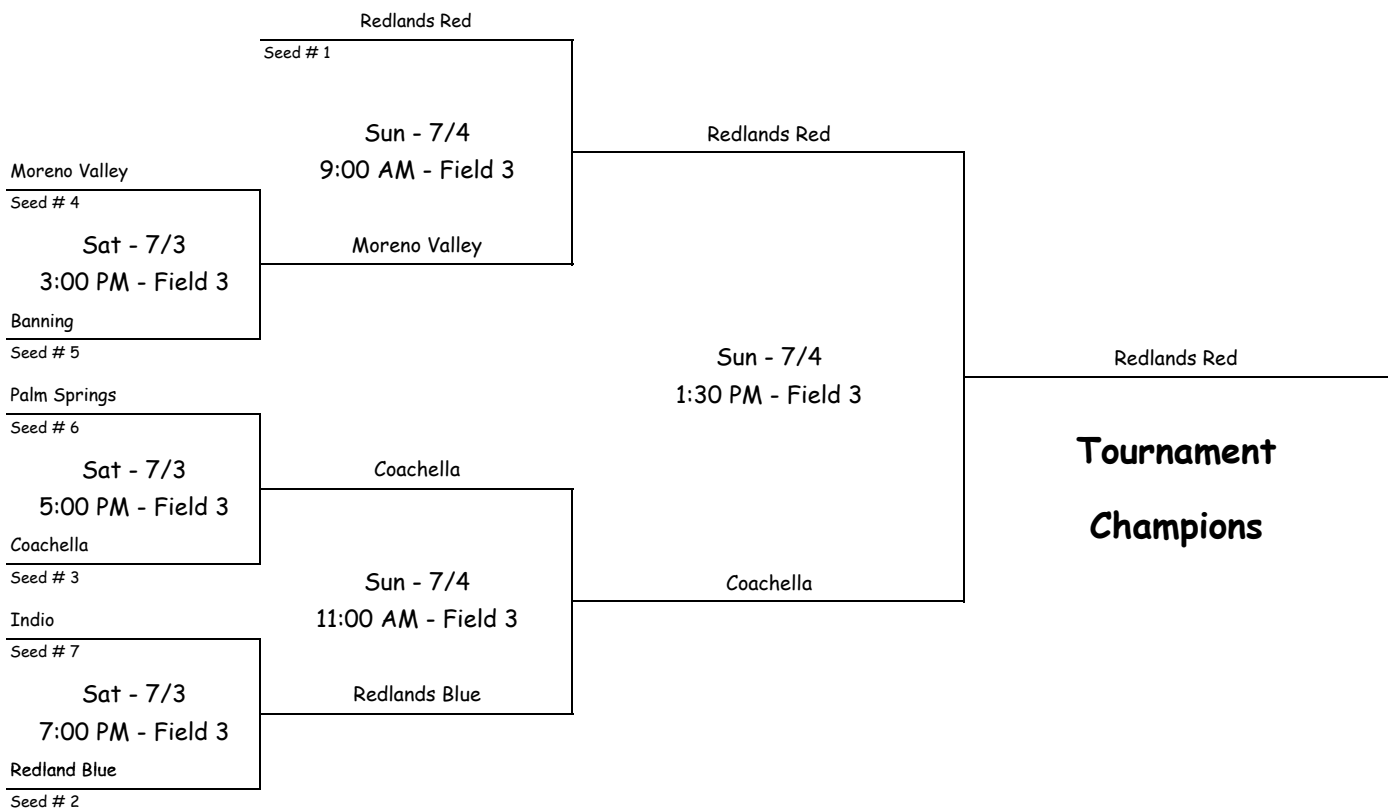 Redlands Red
Seed # 1
Sun - 7/4
9:00 AM - Field 3
Redlands Red
Moreno Valley
Seed # 4
Sat - 7/3
3:00 PM - Field 3
Moreno Valley
Banning
Seed # 5
Sun - 7/4
1:30 PM - Field 3
Redlands Red
Palm Springs
Seed # 6
Sat - 7/3
5:00 PM - Field 3
Coachella
Tournament
Champions
Coachella
Seed # 3
Sun - 7/4
11:00 AM - Field 3
Coachella
Indio
Seed # 7
Sat - 7/3
7:00 PM - Field 3
Redlands Blue
Redland Blue
Seed # 2